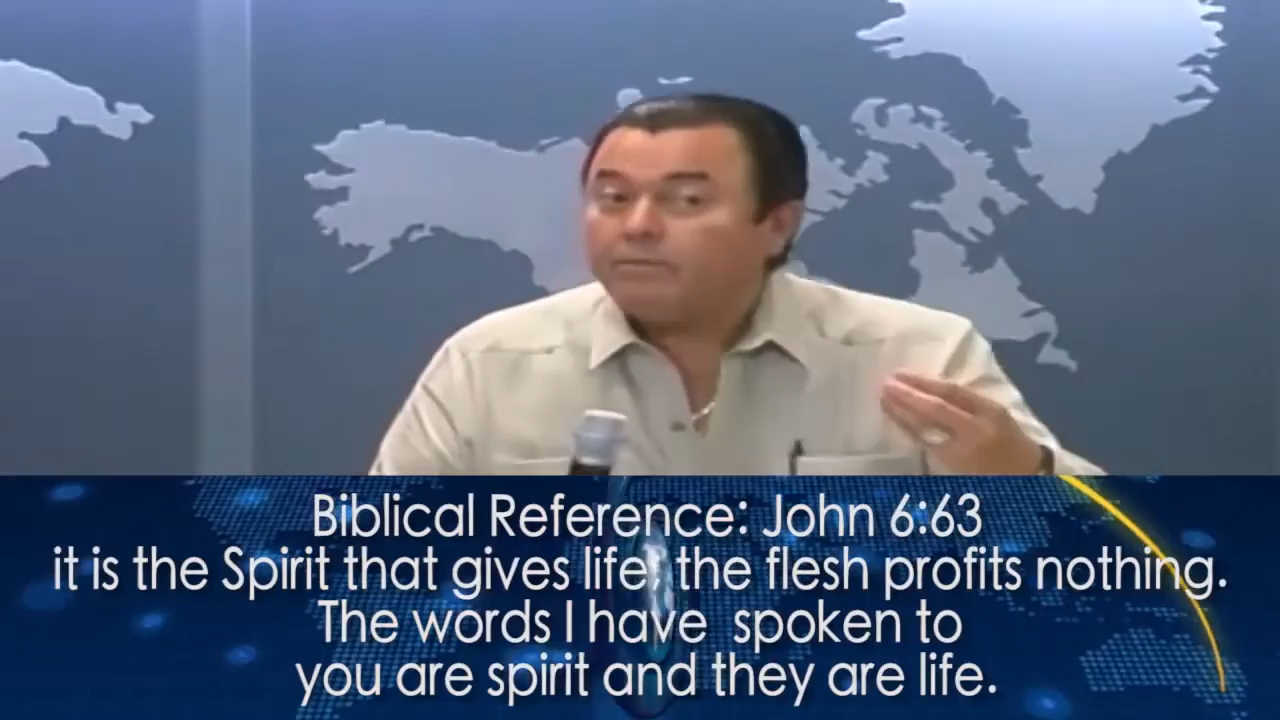 Biblical Reference: John 6:63
it is the Spirit that gives life, the flesh profits nothing.
The words I have spoken to
you are spirit and they are life.